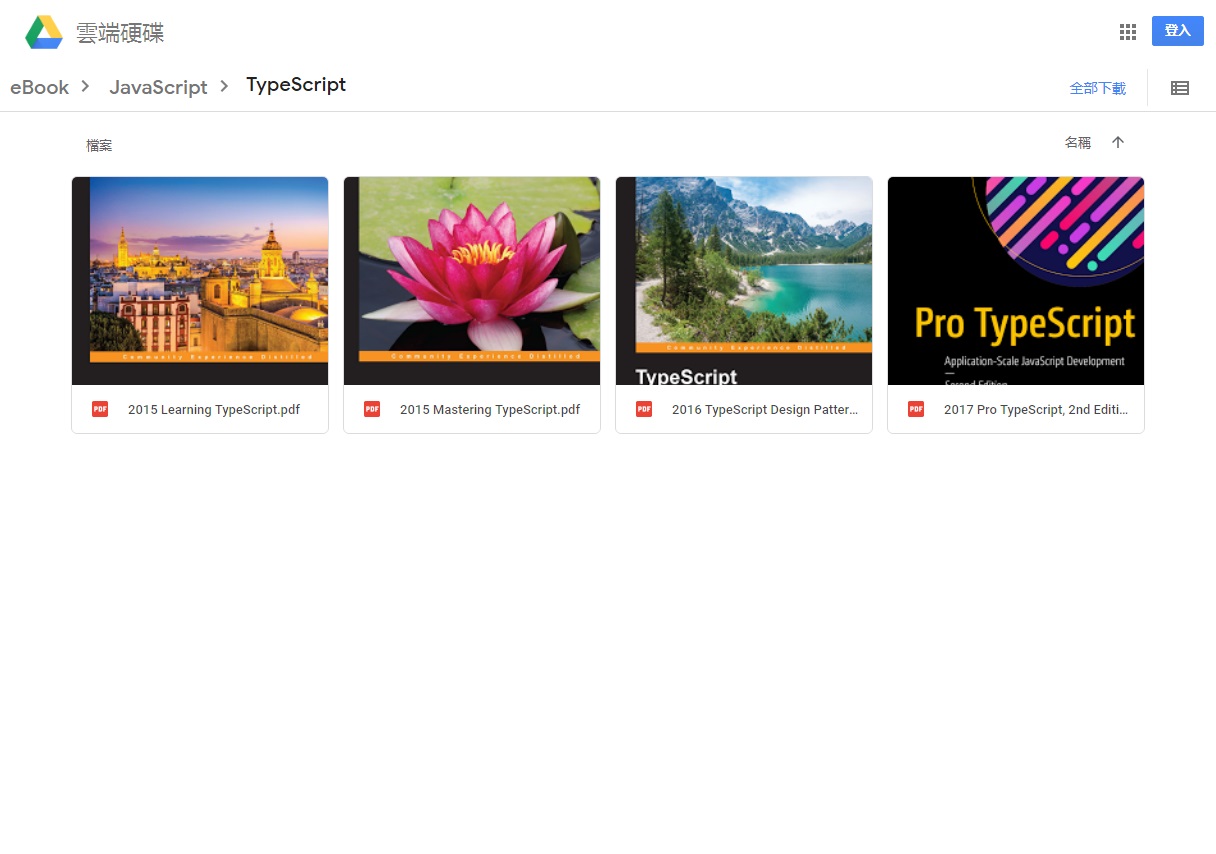 雲端硬碟
登入
eBook
JavaScript
TypeScript
全部下載
檔案
名稱
Community Experience Distilled
Community Experience Distilled
Community Experience Distilled
TypeScript
Pro TypeScript
Application-Scale JavaScript Development
Second Edition
PDF
2015 Learning TypeScript.pdf
PDF
2015 Mastering TypeScript.pdf
PDF
2016 TypeScript Design Patter...
PDF
2017 Pro TypeScript, 2nd Editi...